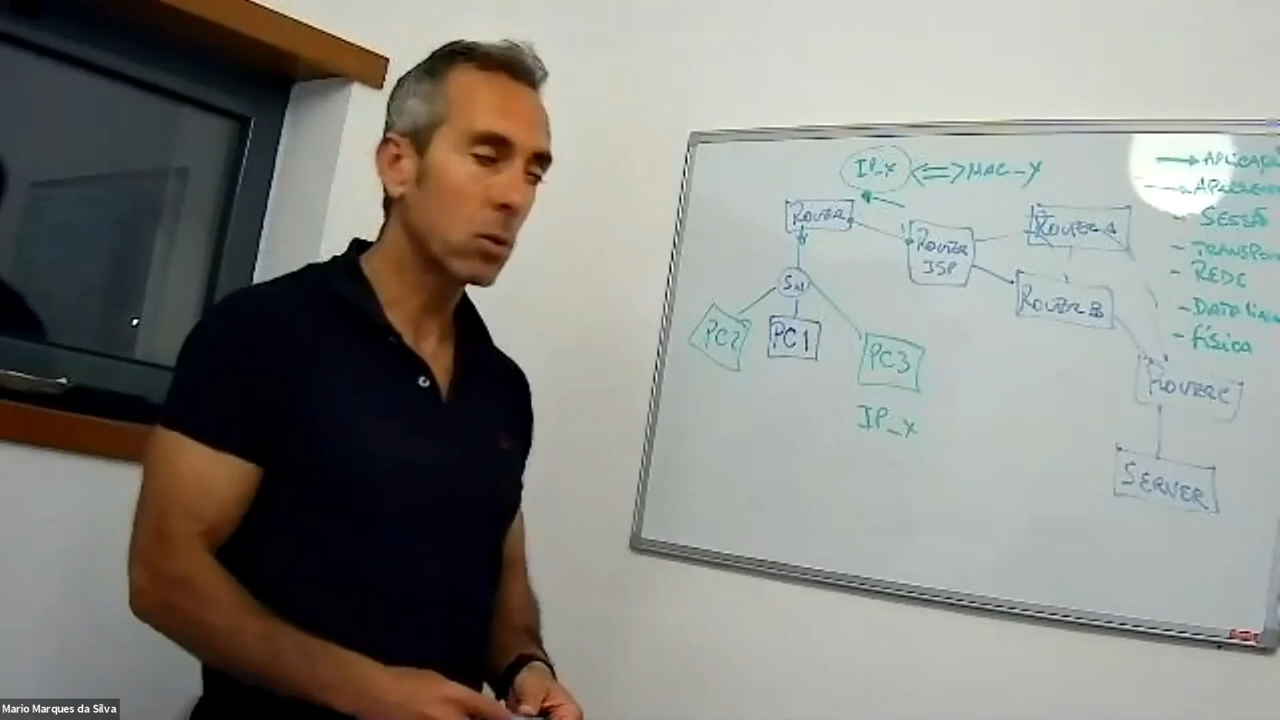 IP_x <=> MAC_y
ROUTER
ROUTER
ISP
ROUTER A
ROUTER B
ROUTER C
SERVER
SW
PC2
PC1
PC3
IP_x
- SESSÃO
- REDE
- física
Mario Marques da Silva